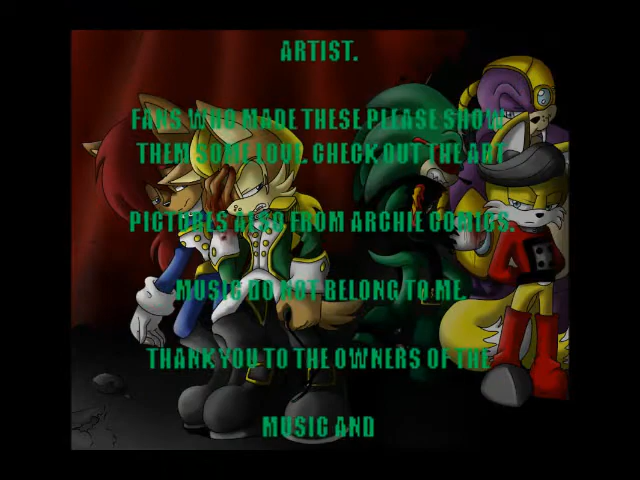 ARTIST.
FANS WHO MADE THESE PLEASE SHOW
THEM SOME LOVE. CHECK OUT THE ART
PICTURES ALSO FROM ARCHIE COMICS.
MUSIC DO NOT BELONG TO ME.
THANK YOU TO THE OWNERS OF THE
MUSIC AND